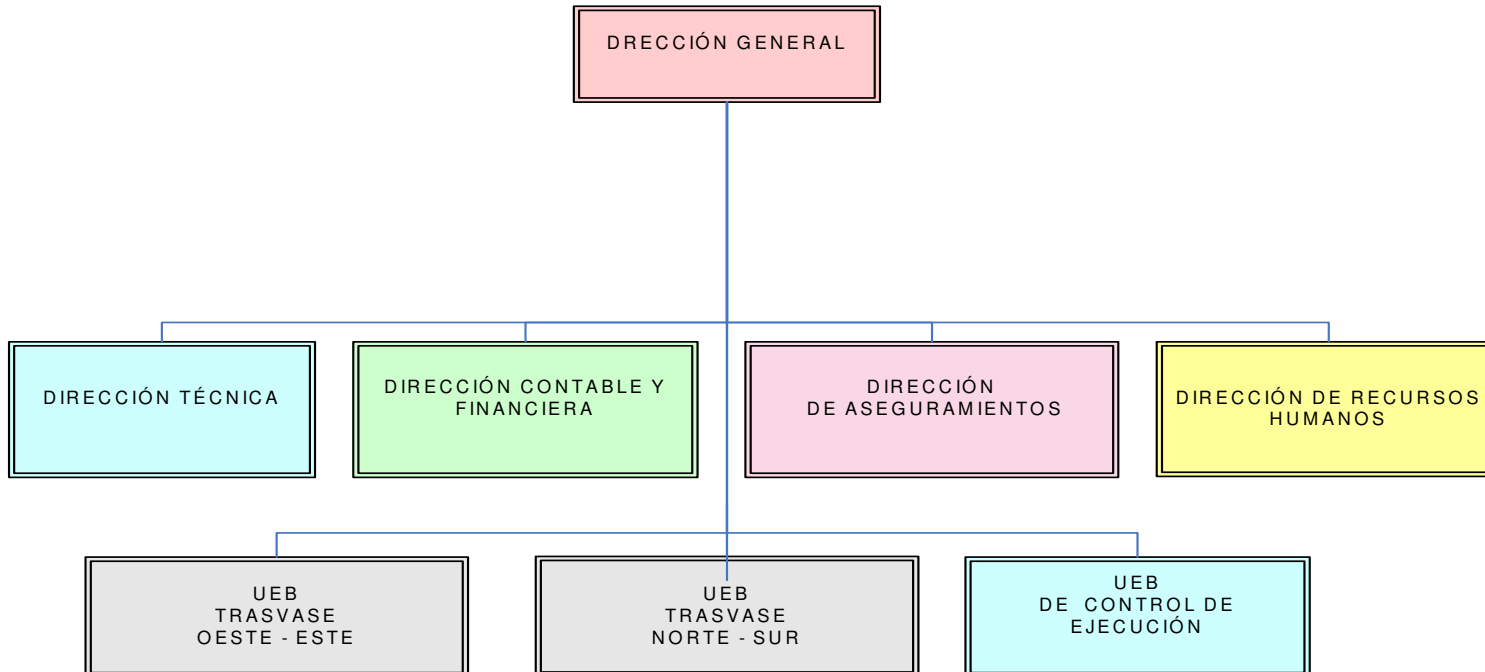 DRECCIÓN GENERAL
DIRECCIÓN TÉCNICA
DIRECCIÓN CONTABLE Y
FINANCIERA
DIRECCIÓN
DE ASEGURAMIENTOS
DIRECCIÓN DE RECURSOS
HUMANOS
UEB
TRASVASE
OESTE - ESTE
UEB
TRASVASE
NORTE - SUR
UEB
DE CONTROL DE
EJECUCIÓN